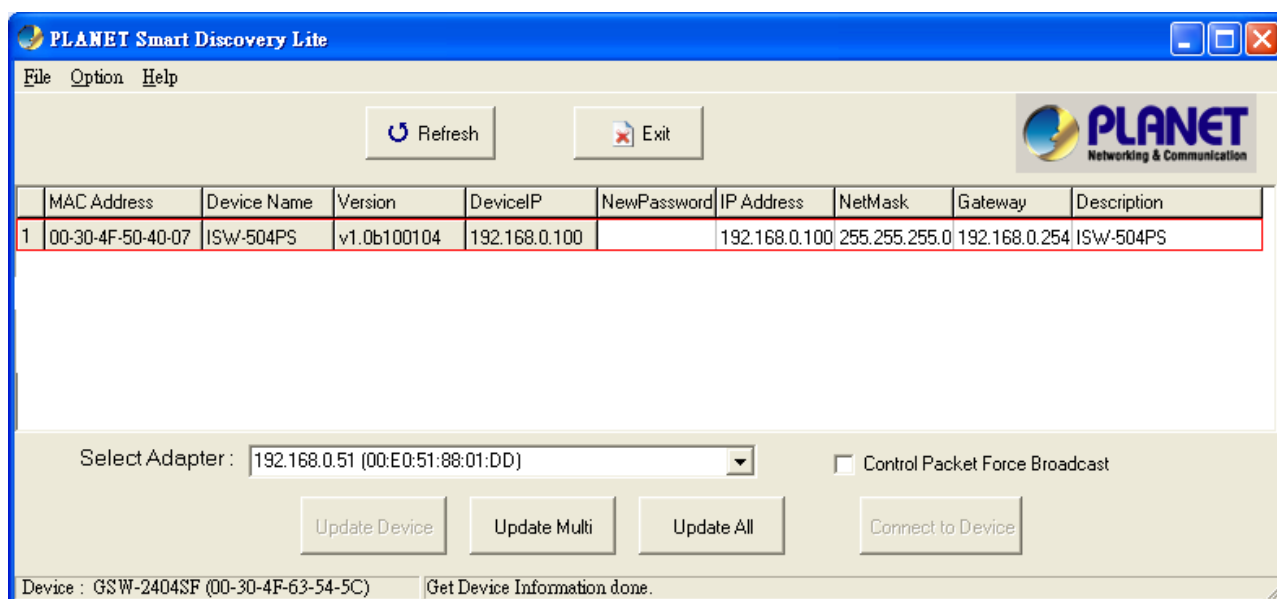 PLANET Smart Discovery Lite
File Option Help
Refresh Exit
PLANET
Networking & Communication
MAC Address Device Name Version DeviceIP NewPassword IP Address NetMask Gateway Description
1 00-30-4F-50-40-07 ISW-504PS v1.0b100104 192.168.0.100 192.168.0.100 255.255.255.0 192.168.0.254 ISW-504PS
Select Adapter : 192.168.0.51 (00:E0:51:88:01:DD) Control Packet Force Broadcast
Update Device Update Multi Update All Connect to Device
Device : GSW-2404SF (00-30-4F-63-54-5C) Get Device Information done.